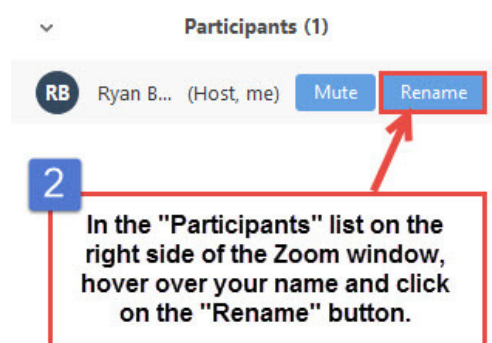 Participants (1)
RB Ryan B... (Host, me) Mute Rename
2
In the "Participants" list on the
right side of the Zoom window,
hover over your name and click
on the "Rename" button.